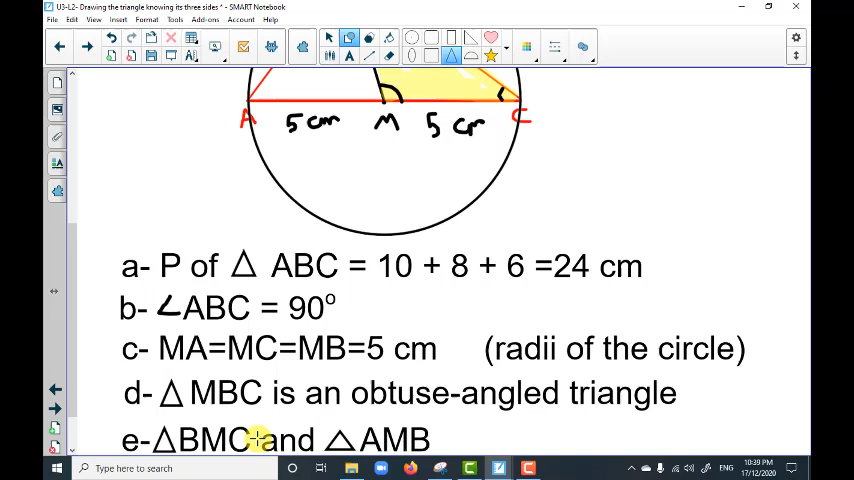 U3-L2- Drawing the triangle knowing its three sides * - SMART Notebook
File Edit View Insert Format Tools Add-ons Account Help
A 5 cm M 5 cm C
a- P of △ ABC = 10 + 8 + 6 =24 cm
b- ∠ABC = 90°
c- MA=MC=MB=5 cm (radii of the circle)
d- △ MBC is an obtuse-angled triangle
e-△BMC and △AMB
Type here to search
ENG
10:39 PM
17/12/2020